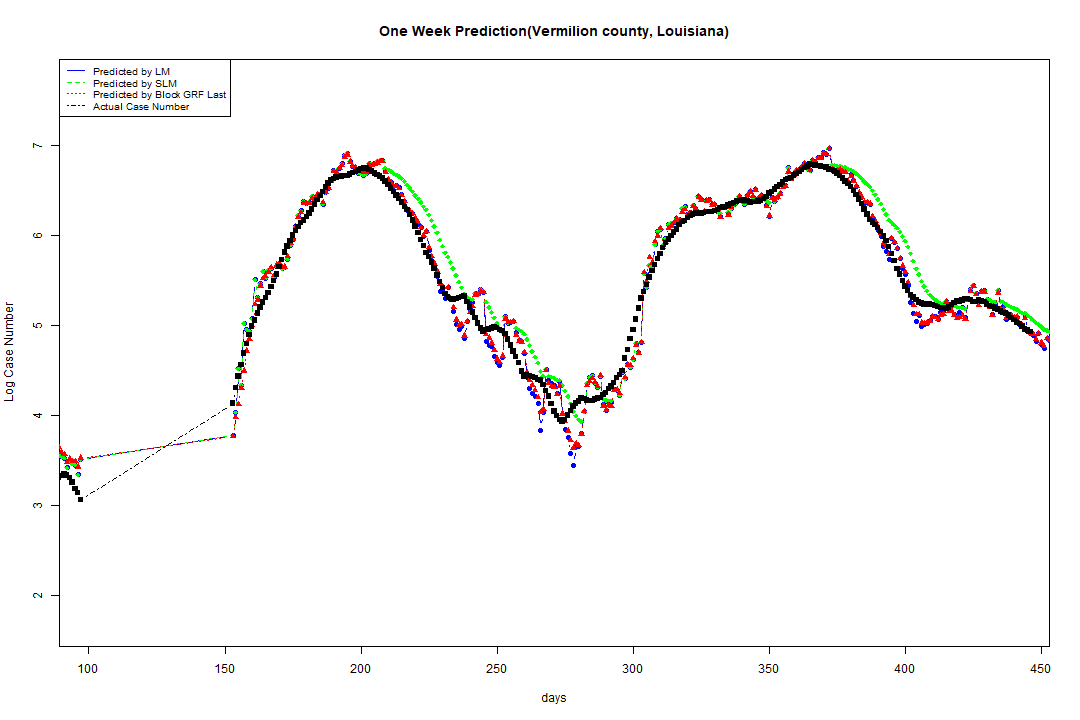 One Week Prediction(Vermilion county, Louisiana)
Predicted by LM
Predicted by SLM
Predicted by Block GRF Last
Actual Case Number
7
6
5
4
3
2
Log Case Number
100 150 200 250 300 350 400 450
days